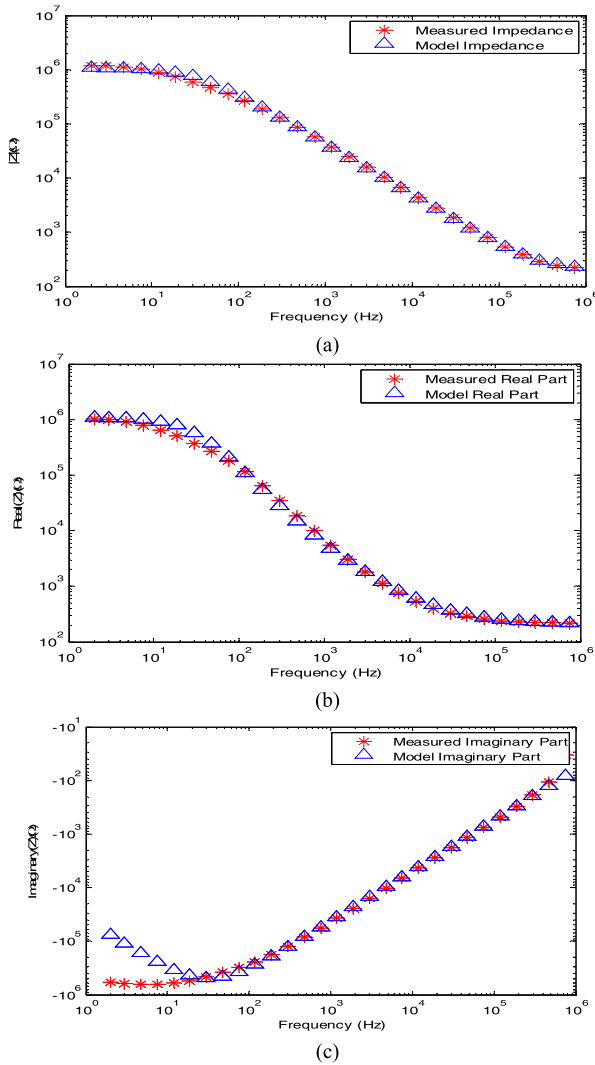 Measured Impedance
Model Impedance
10^6
10^5
10^4
10^3
10^2
|Z|(Ω)
10^0 10^1 10^2 10^3 10^4 10^5 10^6
Frequency (Hz)
(a)
10^7
Measured Real Part
Model Real Part
10^6
10^5
10^4
10^3
10^2
Real(Z)(Ω)
10^0 10^1 10^2 10^3 10^4 10^5 10^6
Frequency (Hz)
(b)
-10^1
Measured Imaginary Part
Model Imaginary Part
-10^2
-10^3
-10^4
-10^5
-10^6
Imaginary(Z)(Ω)
10^0 10^1 10^2 10^3 10^4 10^5 10^6
Frequency (Hz)
(c)